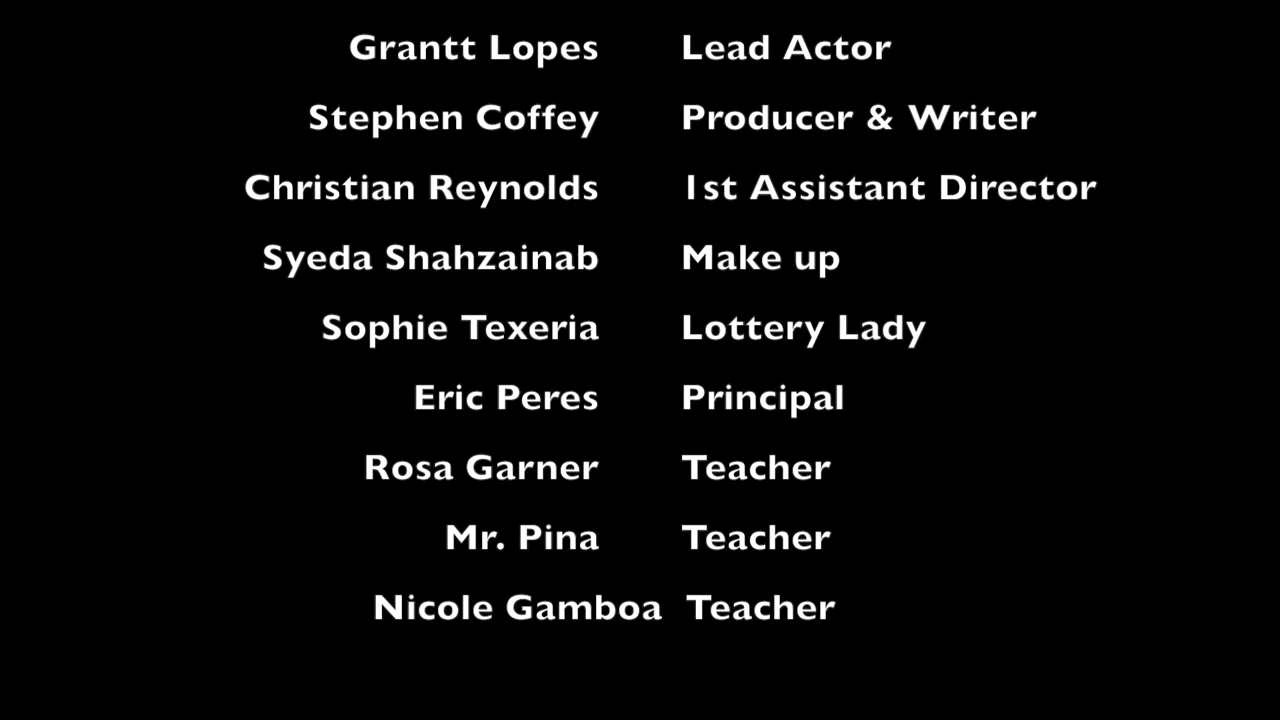 Grantt Lopes Lead Actor
Stephen Coffey Producer & Writer
Christian Reynolds 1st Assistant Director
Syeda Shahzainab Make up
Sophie Texeria Lottery Lady
Eric Peres Principal
Rosa Garner Teacher
Mr. Pina Teacher
Nicole Gamboa Teacher